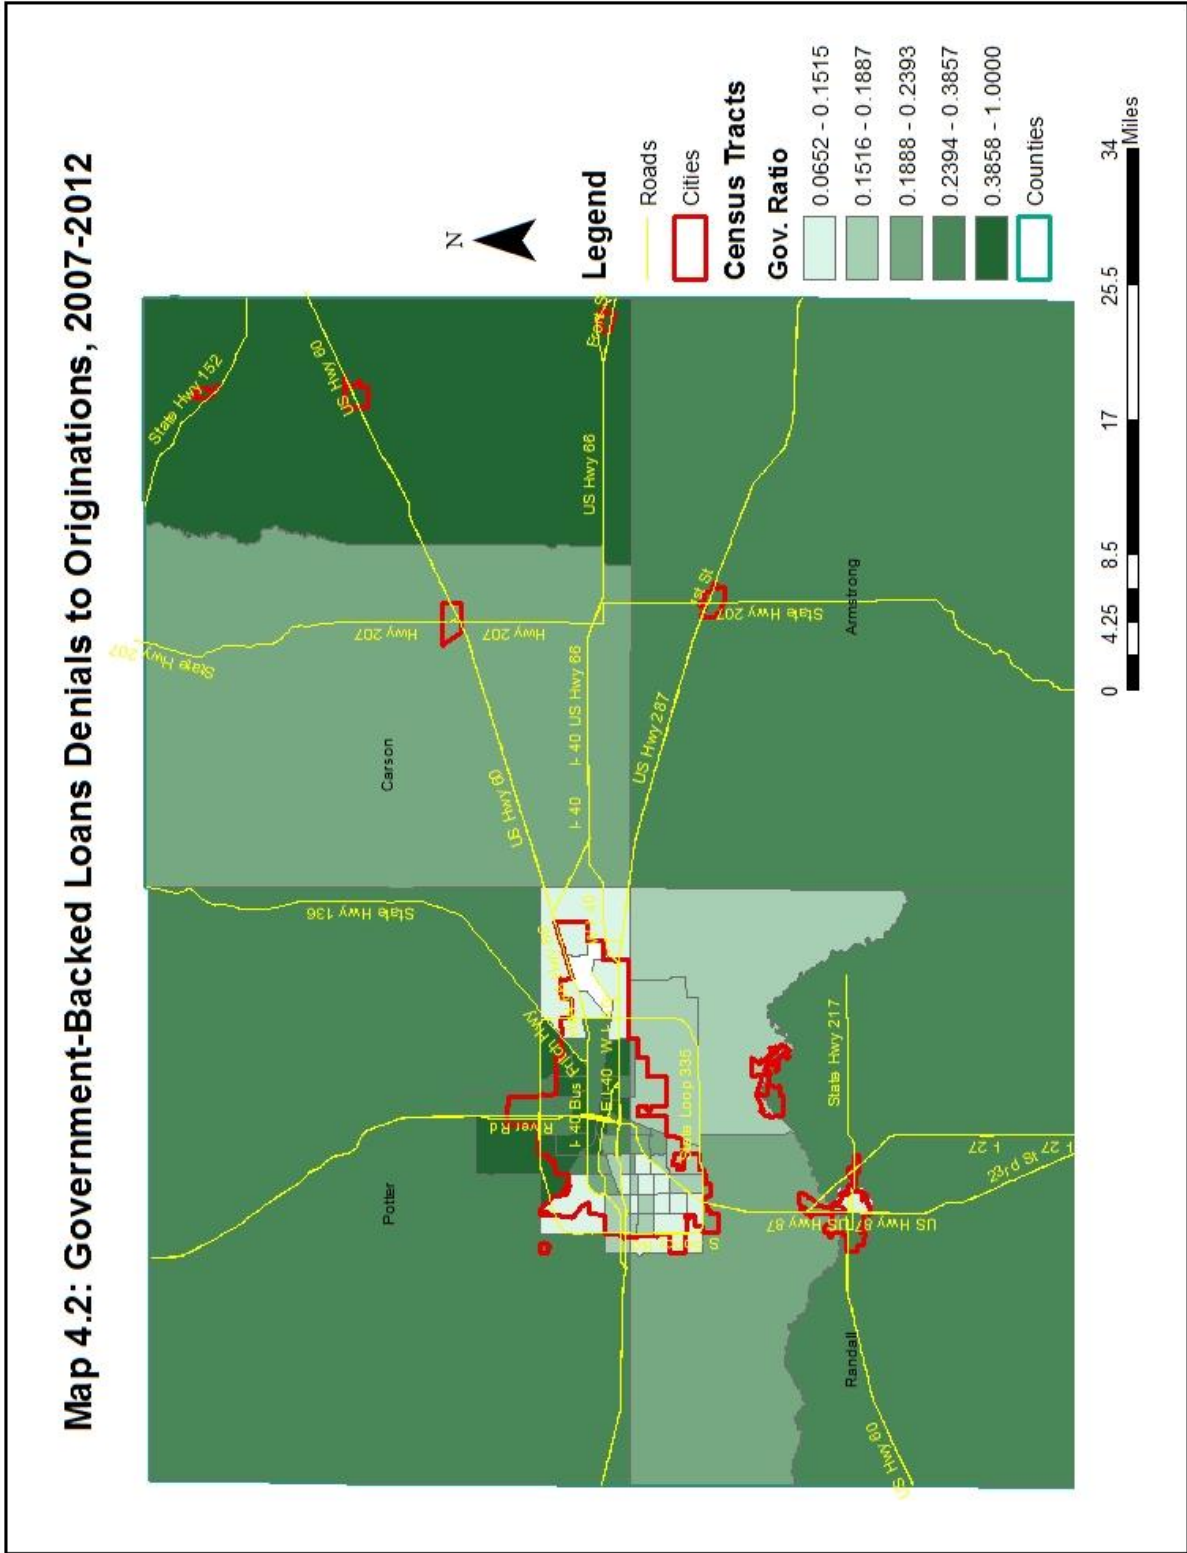 Map 4.2: Government-Backed Loans Denials to Originations, 2007-2012
N
Legend
Roads
Cities
Census Tracts
Gov. Ratio
0.0652 - 0.1515
0.1516 - 0.1887
0.1888 - 0.2393
0.2394 - 0.3857
0.3858 - 1.0000
Counties
0 4.25 8.5 17 25.5 34
Miles
State Hwy 152
US Hwy 60
State Hwy 207
Hwy 207
Hwy 207
Carson
US Hwy 66
US Hwy 60
I- 40
I- 40 US Hwy 66
State Hwy 136
Fritch Hwy
Potter
River Rd
I- 40 Bus
E I-40
State Loop 335
US Hwy 287
1st St
State Hwy 207
Armstrong
State Hwy 217
I- 27
I- 27
23rd St
US Hwy 87
US Hwy 87
Randall
US Hwy 60